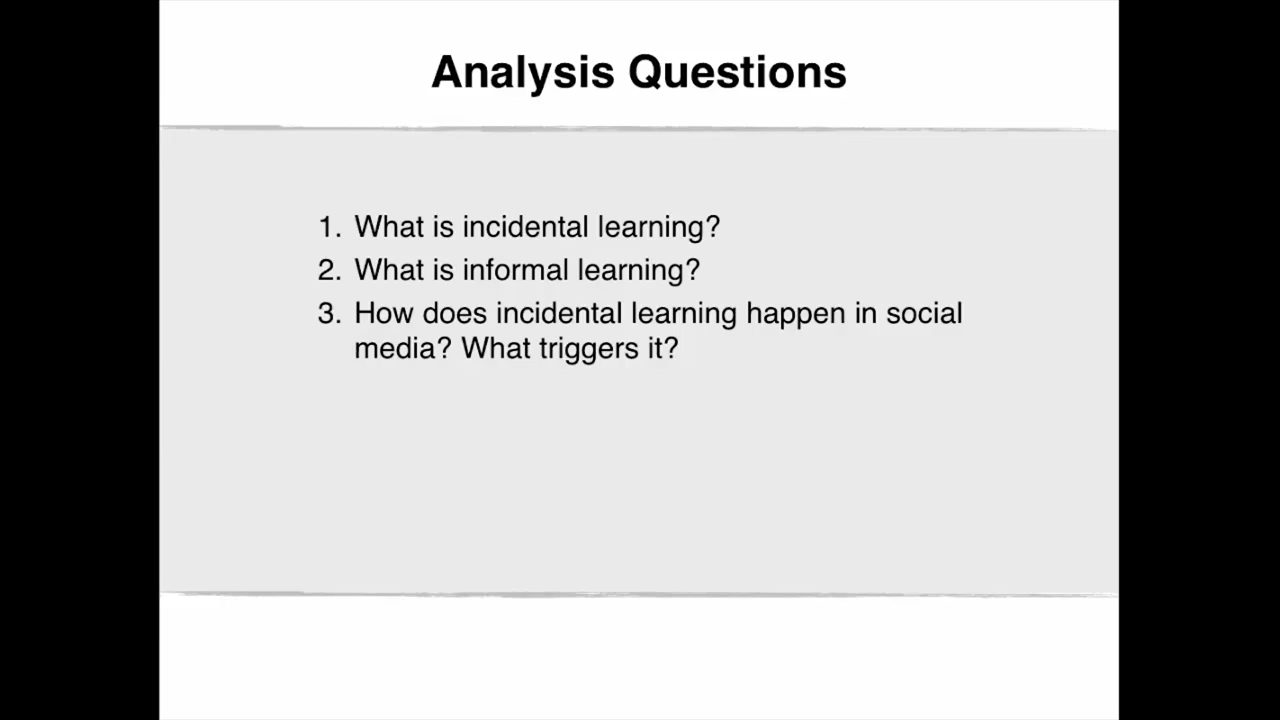 Analysis Questions
1. What is incidental learning?
2. What is informal learning?
3. How does incidental learning happen in social
media? What triggers it?